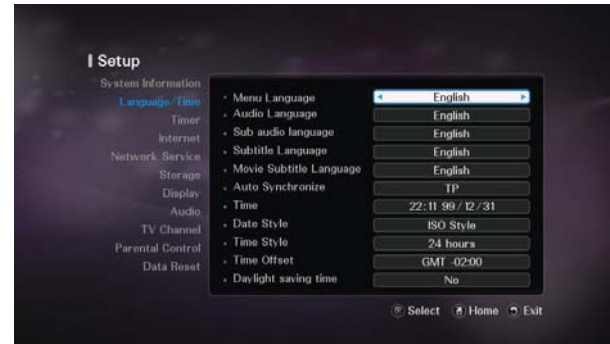 Setup
System Information
Language/Time
Timer
Internet
Network Service
Storage
Display
Audio
TV Channel
Parental Control
Data Reset
Menu Language English
Audio Language English
Sub audio language English
Subtitle Language English
Movie Subtitle Language English
Auto Synchronize TP
Time 22:11 99/12/31
Date Style ISO Style
Time Style 24 hours
Time Offset GMT -02:00
Daylight saving time No
Select Home Exit